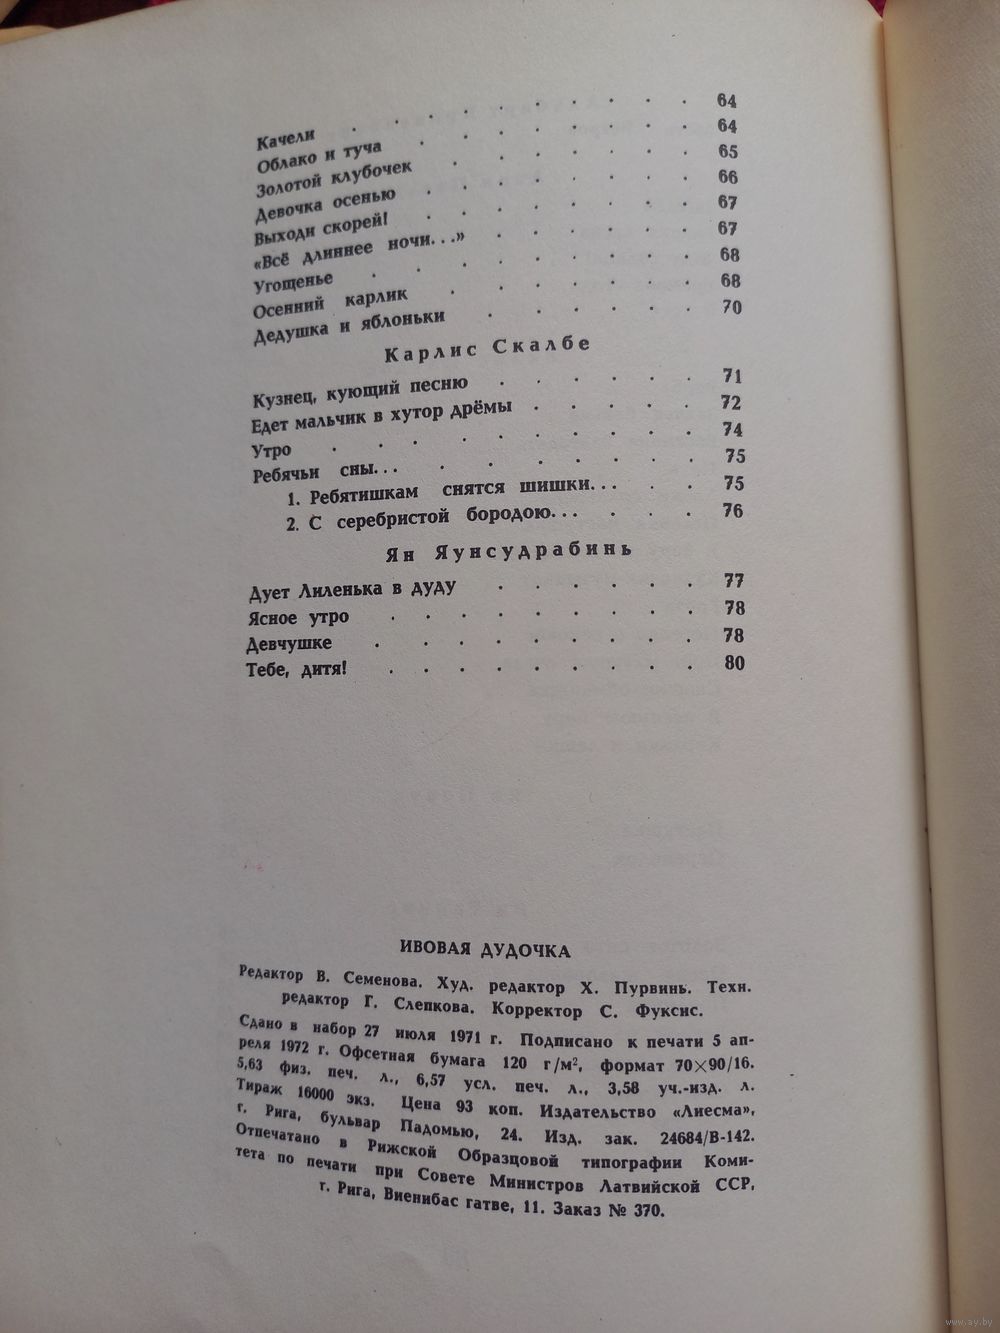 Качели . . . . . . . . . . 64
Облако и туча . . . . . . . . 64
Золотой клубочек . . . . . . . 65
Девочка осенью . . . . . . . . 66
Выходи скорей! . . . . . . . . 67
«Всё длиннее ночи...» . . . . . . 67
Угощенье . . . . . . . . . 68
Осенний карлик . . . . . . . 68
Дедушка и яблоньки . . . . . . 70
Карлис Скалбе
Кузнец, кующий песню . . . . . . 71
Едет мальчик в хутор дрёмы . . . . . 72
Утро . . . . . . . . . 74
Ребячьи сны... . . . . . . . . 75
1. Ребятишкам снятся шишки... . . 75
2. С серебристой бородою... . . . . 76
Ян Яунсудрабинь
Дует Лиленька в дуду . . . . . . 77
Ясное утро . . . . . . . . . 78
Девчушке . . . . . . . . . 78
Тебе, дитя! . . . . . . . . . 80
ИВОВАЯ ДУДОЧКА
Редактор В. Семенова. Худ. редактор Х. Пурвинь. Техн.
редактор Г. Слепкова. Корректор С. Фукснс.
Сдано в набор 27 июля 1971 г. Подписано к печати 5 ап-
реля 1972 г. Офсетная бумага 120 г/м², формат 70×90/16.
5,63 физ. печ. л., 6,57 усл. печ. л., 3,58 уч.-изд. л.
Тираж 16000 экз. Цена 93 коп. Издательство «Лиесма»,
г. Рига, бульвар Падомью, 24. Изд. зак. 24684/В-142.
Отпечатано в Рижской Образцовой типографии Коми-
тета по печати при Совете Министров Латвийской ССР,
г. Рига, Виенибас гатве, 11. Заказ № 370.
www.ay.by